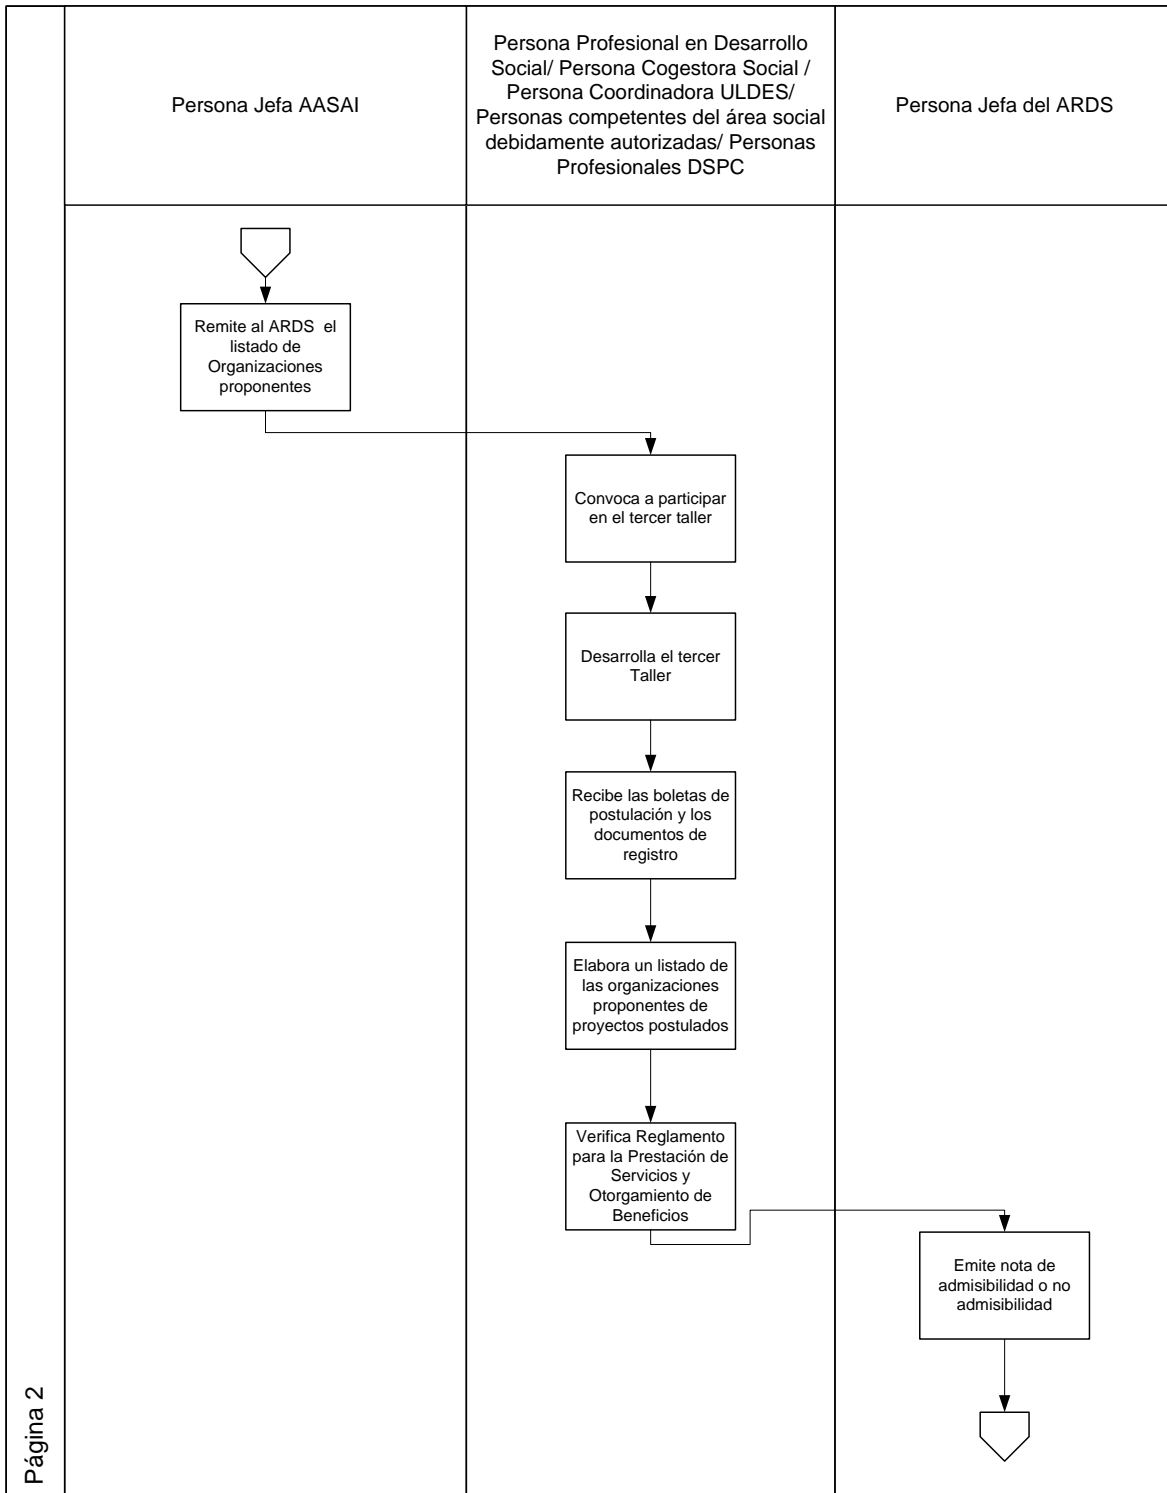 Persona Jefa AASAI
Persona Profesional en Desarrollo
Social/ Persona Cogestora Social /
Persona Coordinadora ULDES/
Personas competentes del área social
debidamente autorizadas/ Personas
Profesionales DSPC
Persona Jefa del ARDS
Remite al ARDS  el
listado de
Organizaciones
proponentes
Convoca a participar
en el tercer taller
Desarrolla el tercer
Taller
Recibe las boletas de
postulación y los
documentos de
registro
Elabora un listado de
las organizaciones
proponentes de
proyectos postulados
Verifica Reglamento
para la Prestación de
Servicios y
Otorgamiento de
Beneficios
Emite nota de
admisibilidad o no
admisibilidad
Página 2